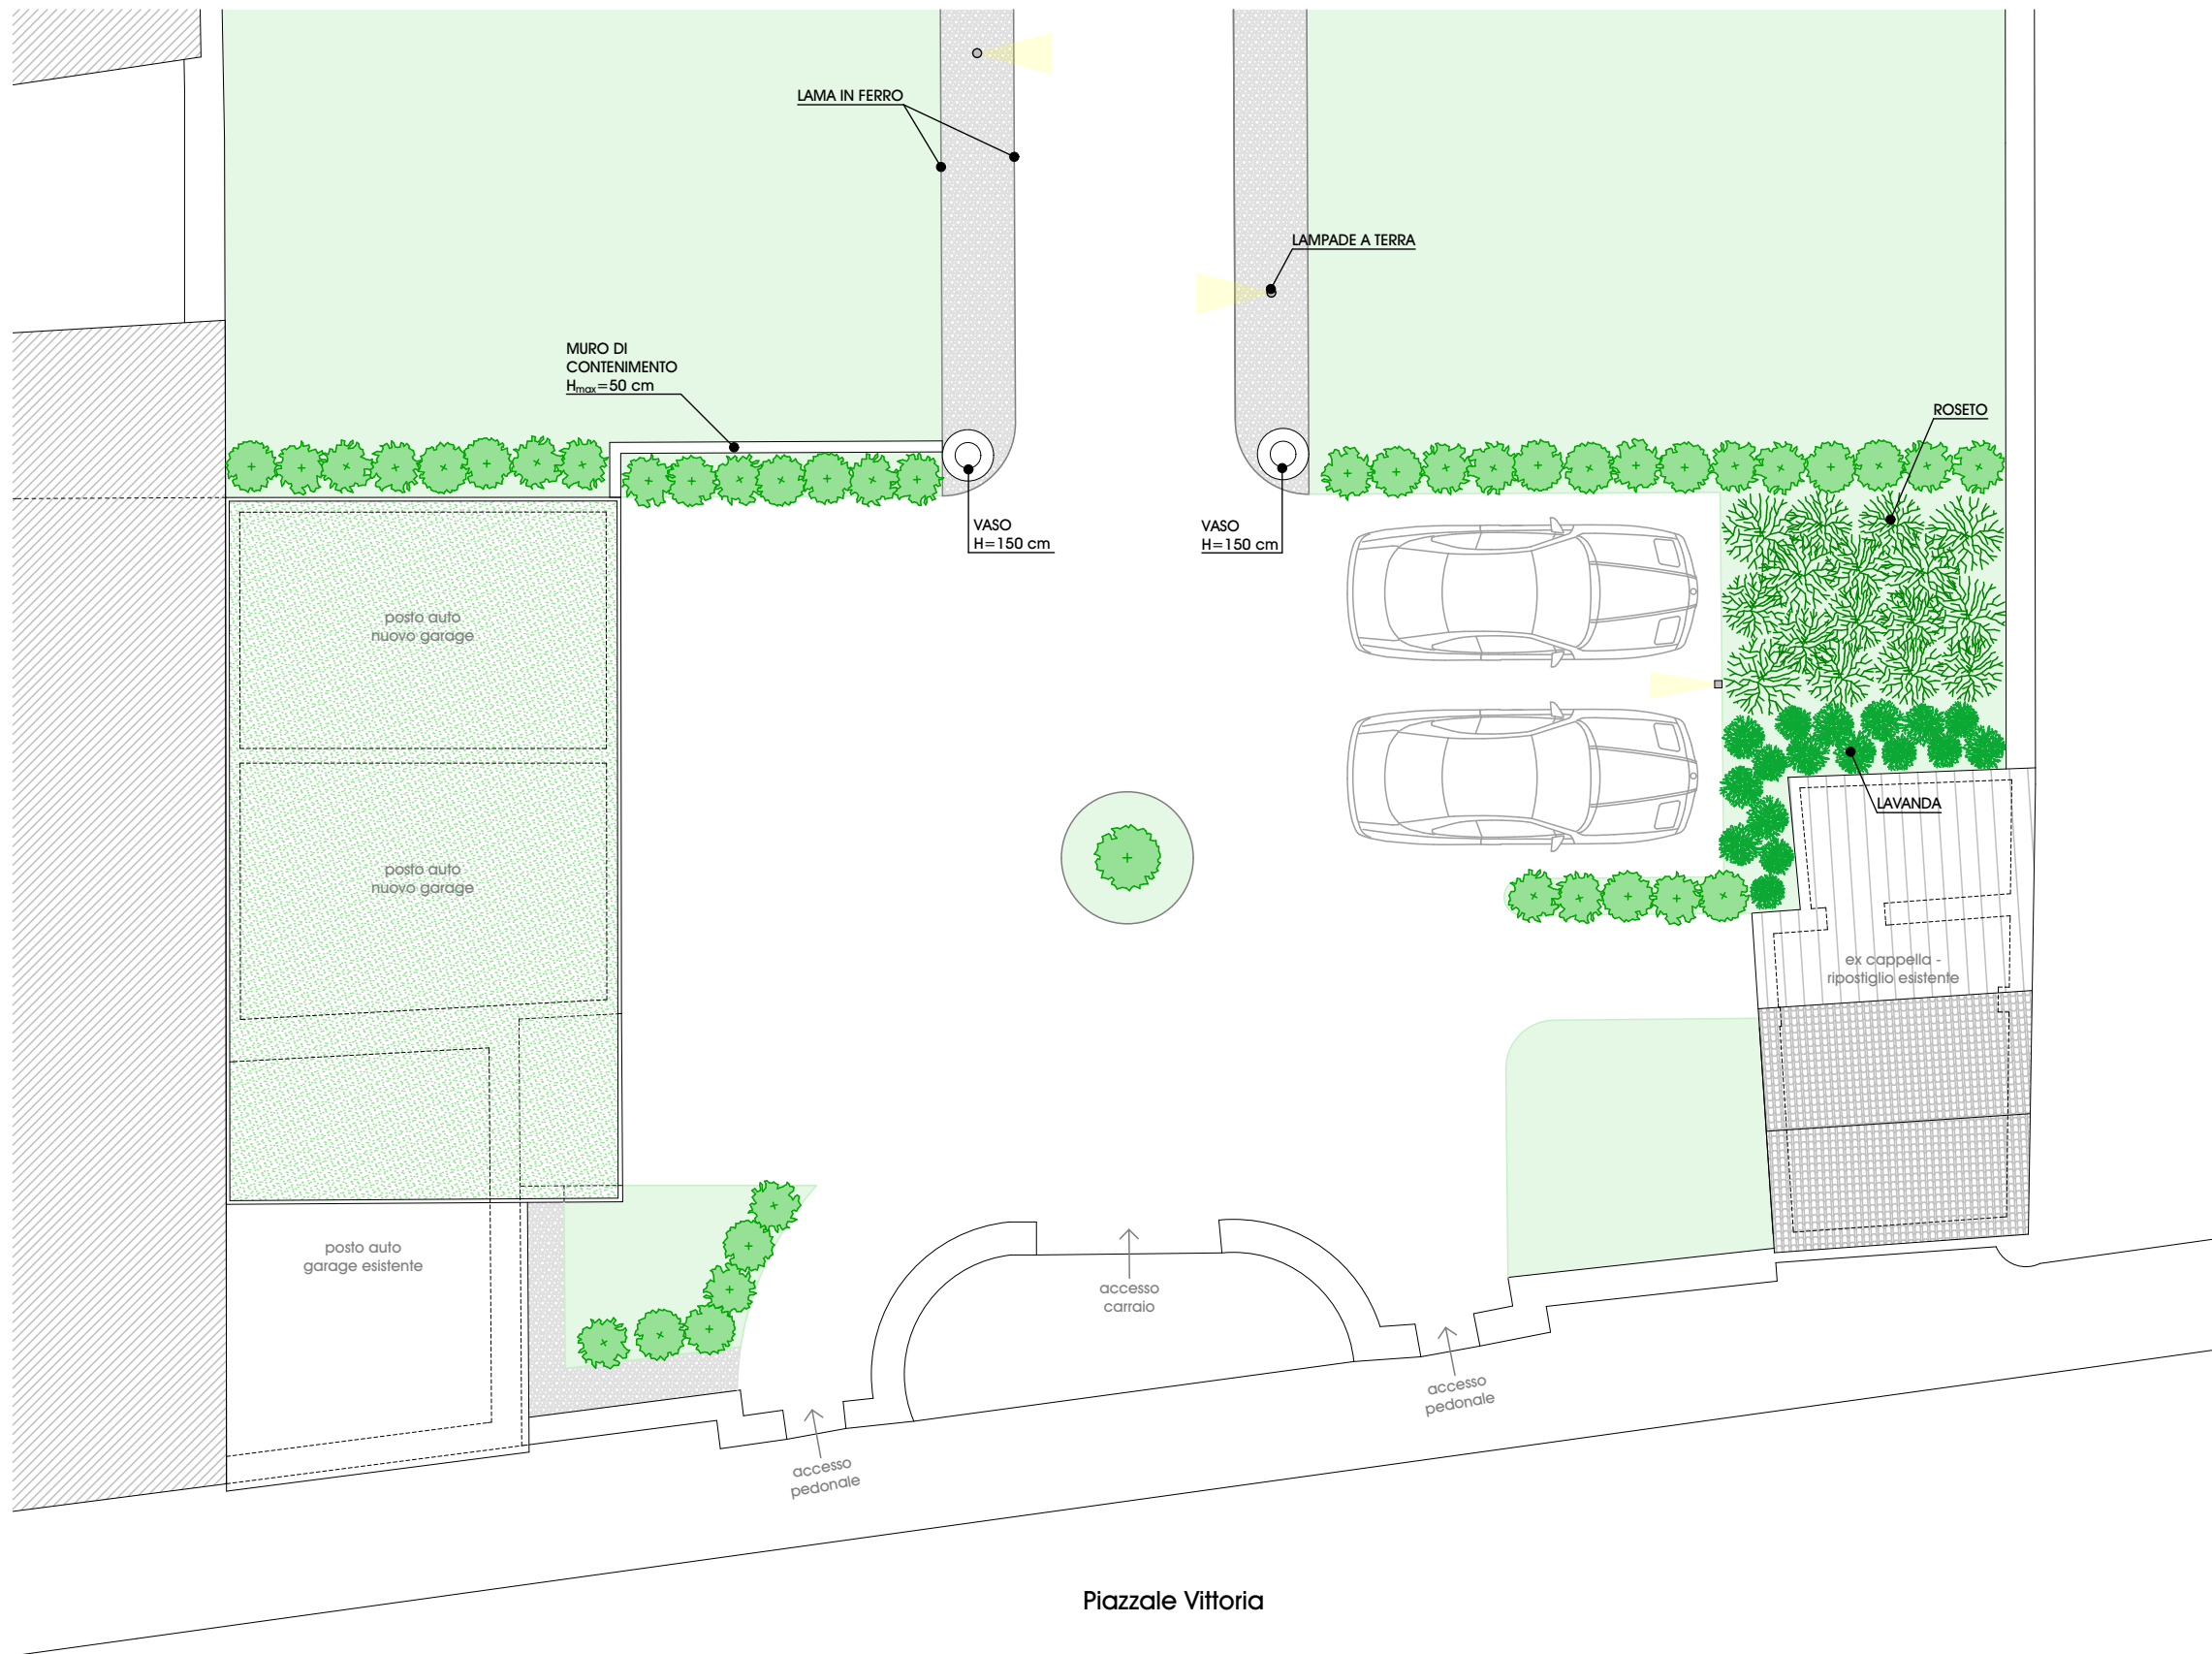 LAMA IN FERRO
LAMPADE A TERRA
MURO DI
CONTENIMENTO
Hmax=50 cm
ROSETO
VASO
H=150 cm
VASO
H=150 cm
posto auto
nuovo garage
LAVANDA
posto auto
nuovo garage
ex cappella -
ripostiglio esistente
posto auto
garage esistente
accesso
carraio
accesso
pedonale
accesso
pedonale
Piazzale Vittoria